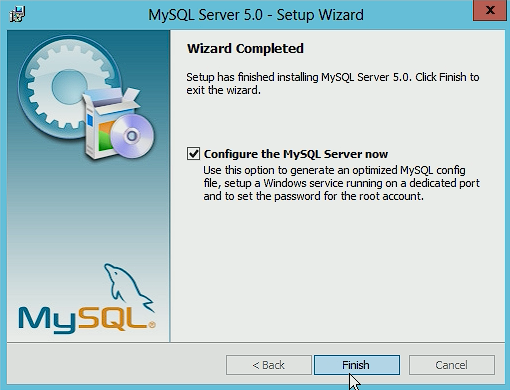 MySQL Server 5.0 - Setup Wizard
x
Wizard Completed
Setup has finished installing MySQL Server 5.0. Click Finish to
exit the wizard.
Configure the MySQL Server now
Use this option to generate an optimized MySQL config
file, setup a Windows service running on a dedicated port
and to set the password for the root account.
MySQL®
< Back
Finish
Cancel